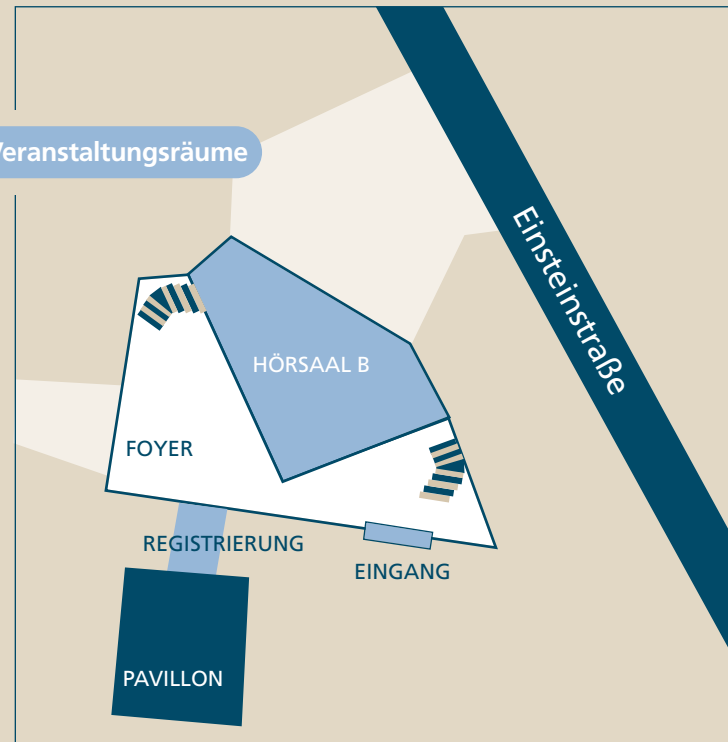 Veranstaltungsräume
Einsteinstraße
HÖRSAAL B
FOYER
REGISTRIERUNG
EINGANG
PAVILLON